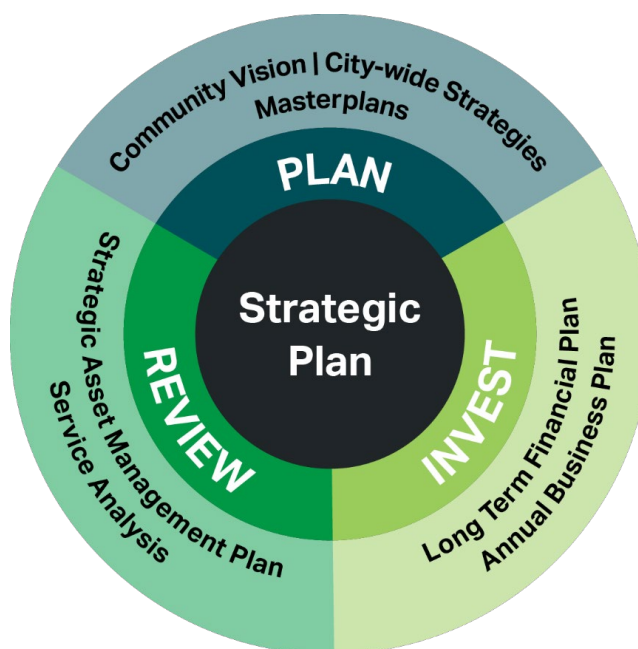 Community Vision | City-wide Strategies
Masterplans
PLAN
Strategic
Plan
INVEST
Long Term Financial Plan
Annual Business Plan
REVIEW
Strategic Asset Management Plan
Service Analysis